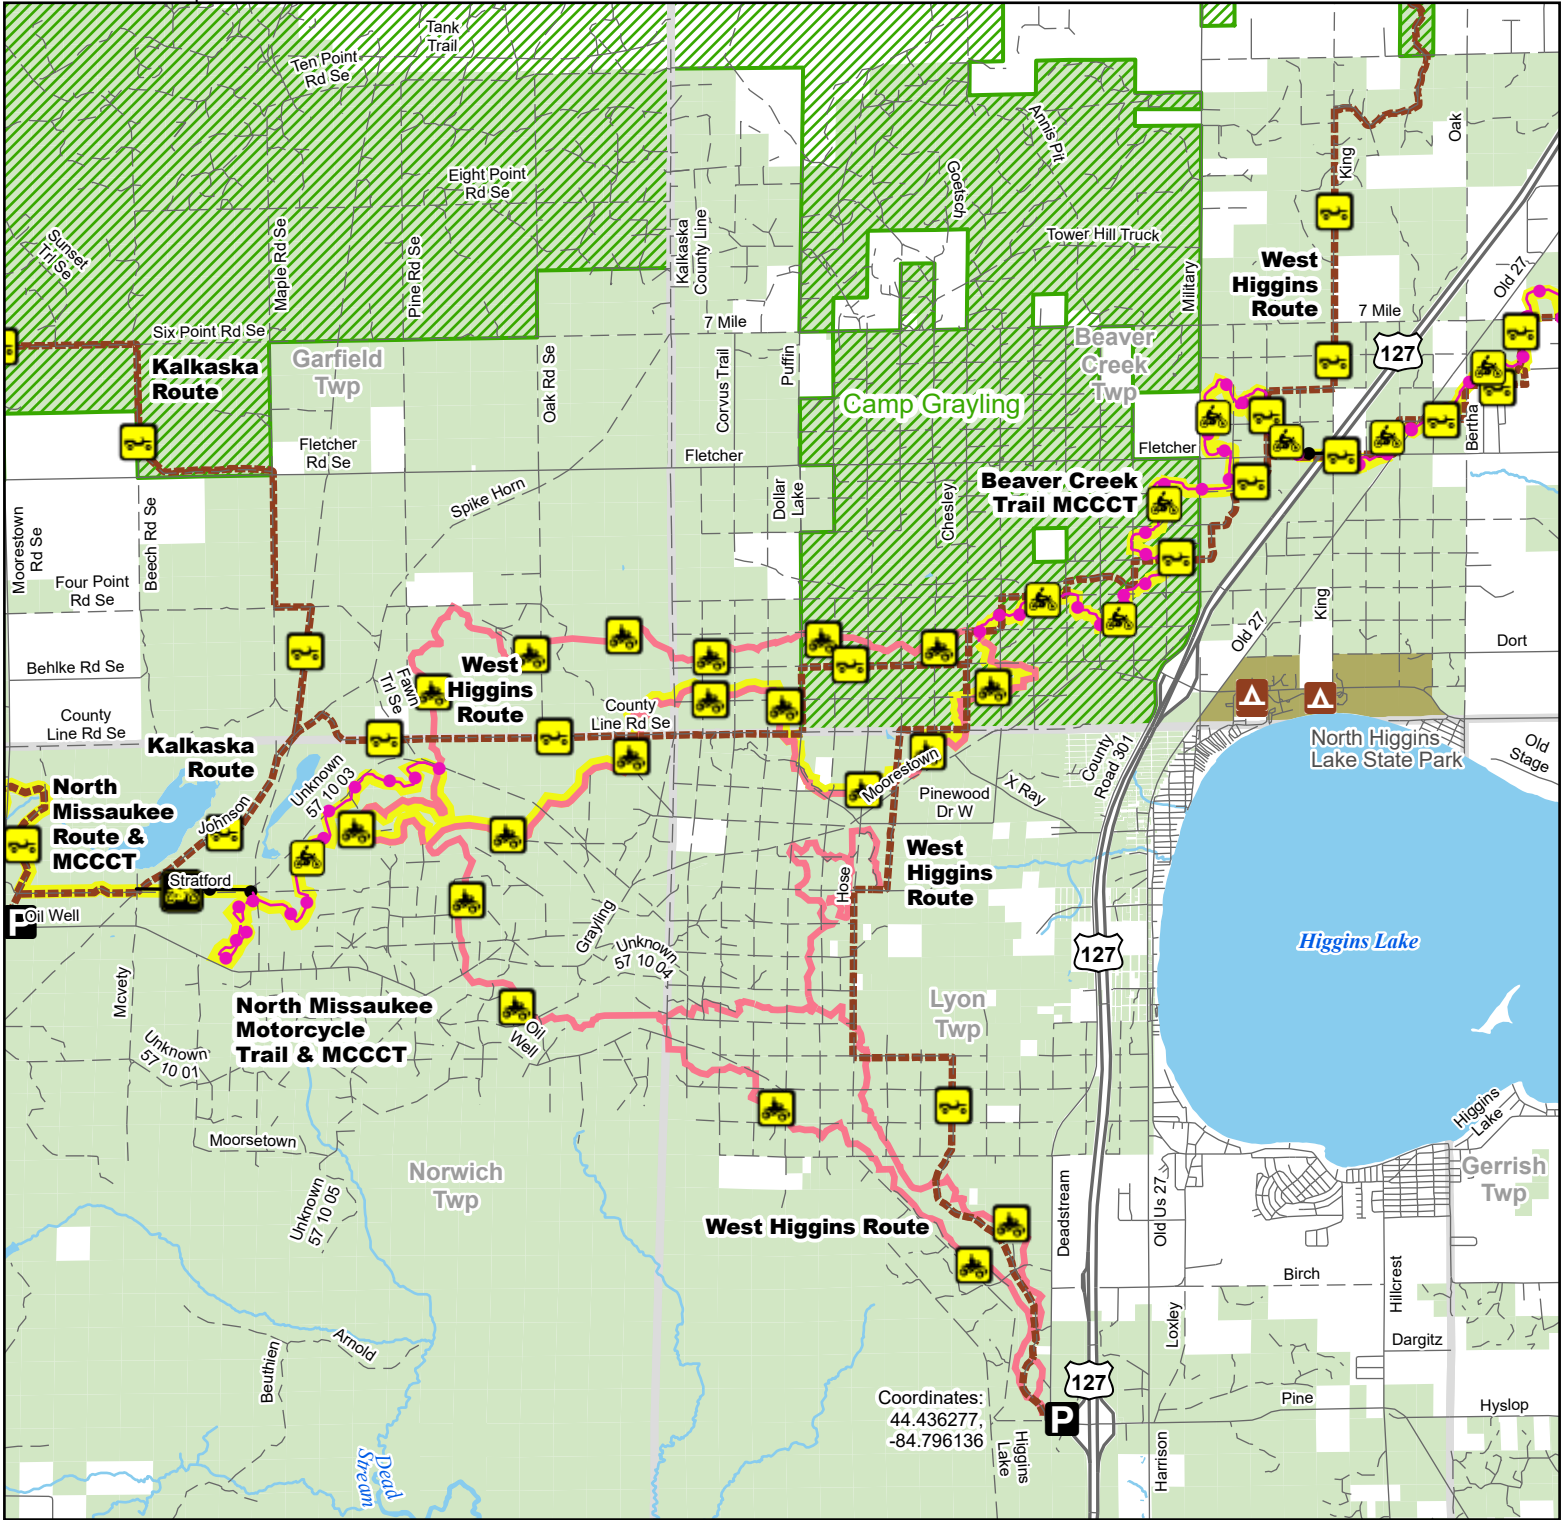 Tank
Trail
Ten Point
Rd Se
Annis Pit
Oak
King
Eight Point
Rd Se
Goetsch
Sunset
Trl Se
Maple Rd Se
Pine Rd Se
Kalkaska
County Line
Tower Hill Truck
Military
West
Higgins
Route
Old 27
7 Mile
7 Mile
Six Point Rd Se
Kalkaska
Route
Garfield
Twp
Oak Rd Se
Corvus Trail
Puffin
Beaver
Creek
Twp
127
Camp Grayling
Bertha
Fletcher
Rd Se
Fletcher
Fletcher
Spike Horn
Dollar
Lake
Chesley
Beaver Creek
Trail MCCCT
Moorestown
Rd Se
Beech Rd Se
Four Point
Rd Se
King
Old 27
Dort
Behlke Rd Se
Fawn
Trl Se
West
Higgins
Route
County
Line Rd Se
County
Line Rd Se
Kalkaska
Route
North Higgins
Lake State Park
Old
Stage
County
Road 301
Moorestown
X Ray
Pinewood
Dr W
North
Missaukee
Route &
MCCCT
Unknown
57 10 03
Johnson
Stratford
West
Higgins
Route
Hose
P
Oil Well
Grayling
Unknown
57 10 04
127
Higgins Lake
Mcvety
North Missaukee
Motorcycle
Trail & MCCCT
Oil
Well
Lyon
Twp
Unknown
57 10 01
Moorsetown
Higgins
Lake
Norwich
Twp
Gerrish
Twp
Unknown
57 10 05
West Higgins Route
Deadstream
Old Us 27
Birch
Hillcrest
Loxley
Dargitz
Arnold
Beuthien
127
Coordinates:
44.436277,
-84.796136
P
Pine
Hyslop
Higgins
Lake
Harrison
Dead
Stream